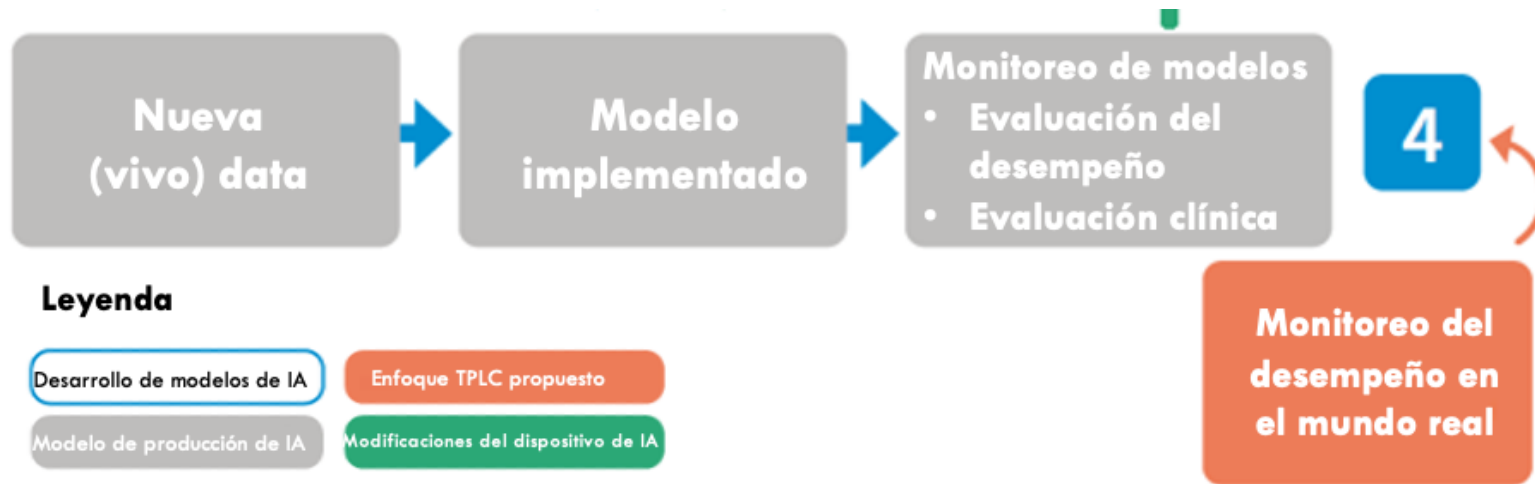 Nueva
(vivo) data
Modelo
implementado
Monitoreo de modelos
• Evaluación del
desempeño
• Evaluación clínica
4
Monitoreo del
desempeño en
el mundo real
Leyenda
Desarrollo de modelos de IA
Enfoque TPLC propuesto
Modelo de producción de IA
Modificaciones del dispositivo de IA